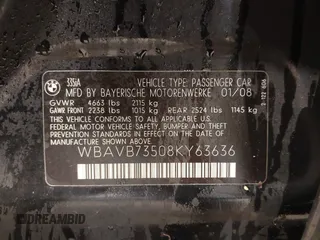 BMW
335iA
VEHICLE TYPE PASSENGER CAR
MFD BY BAYERISCHE MOTORENWERKE 01/08
GVWR 4663 lbs 2115 kg
GAWR FRONT 2238 lbs 1015 kg REAR 2524 lbs 1145 kg
THIS VEHICLE CONFORMS TO ALL APPLICABLE
FEDERAL MOTOR VEHICLE SAFETY, BUMPER, AND
THEFT PREVENTION STANDARDS IN EFFECT ON
THE DATE OF MANUFACTURE SHOWN ABOVE
WBAVB73508KY63636
DREAMBID